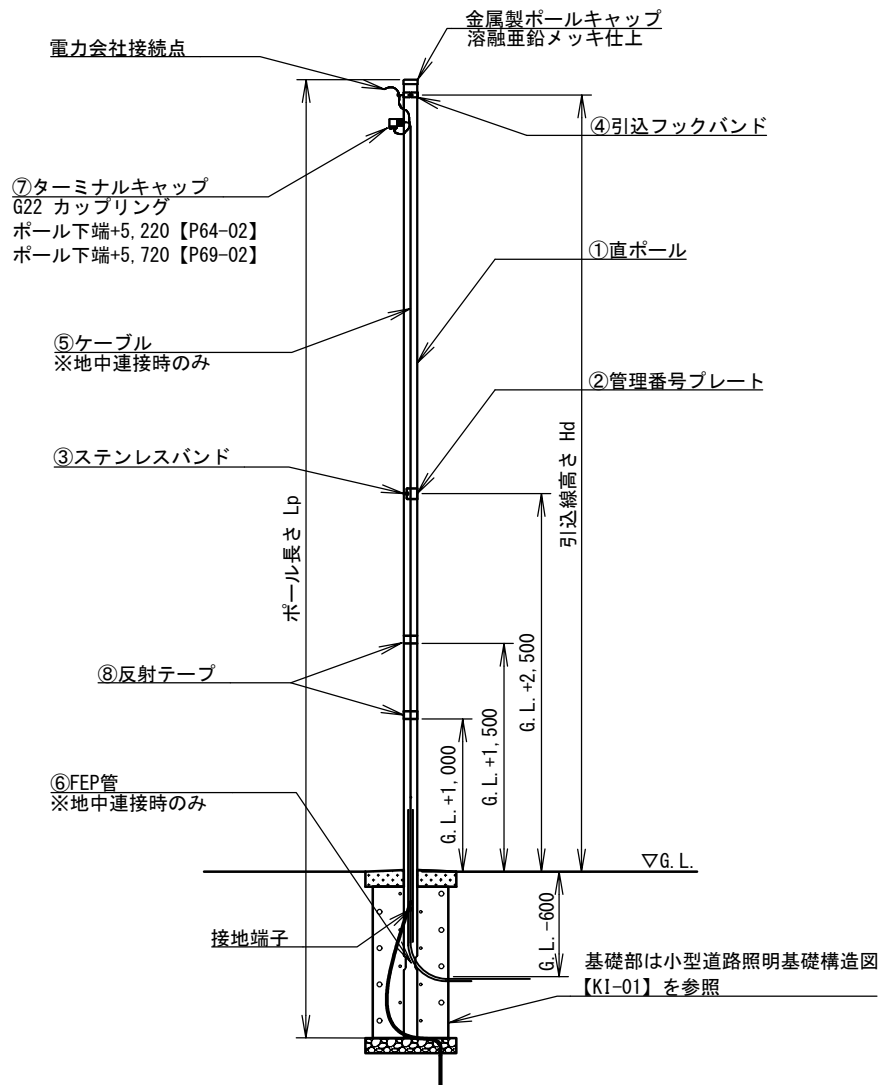 金属製ポールキャップ
溶融亜鉛メッキ仕上
電力会社接続点
④引込フックバンド
⑦ターミナルキャップ
G22 カップリング
ポール下端+5,220【P64-02】
ポール下端+5,720【P69-02】
①直ポール
⑤ケーブル
※地中連接時のみ
②管理番号プレート
③ステンレスバンド
引込線高さ Hd
ポール長さ Lp
G.L.+2,500
G.L.+1,500
G.L.+1,000
⑧反射テープ
⑥FEP管
※地中連接時のみ
▽G.L.
G.L.-600
接地端子
基礎部は小型道路照明基礎構造図
【KI-01】を参照